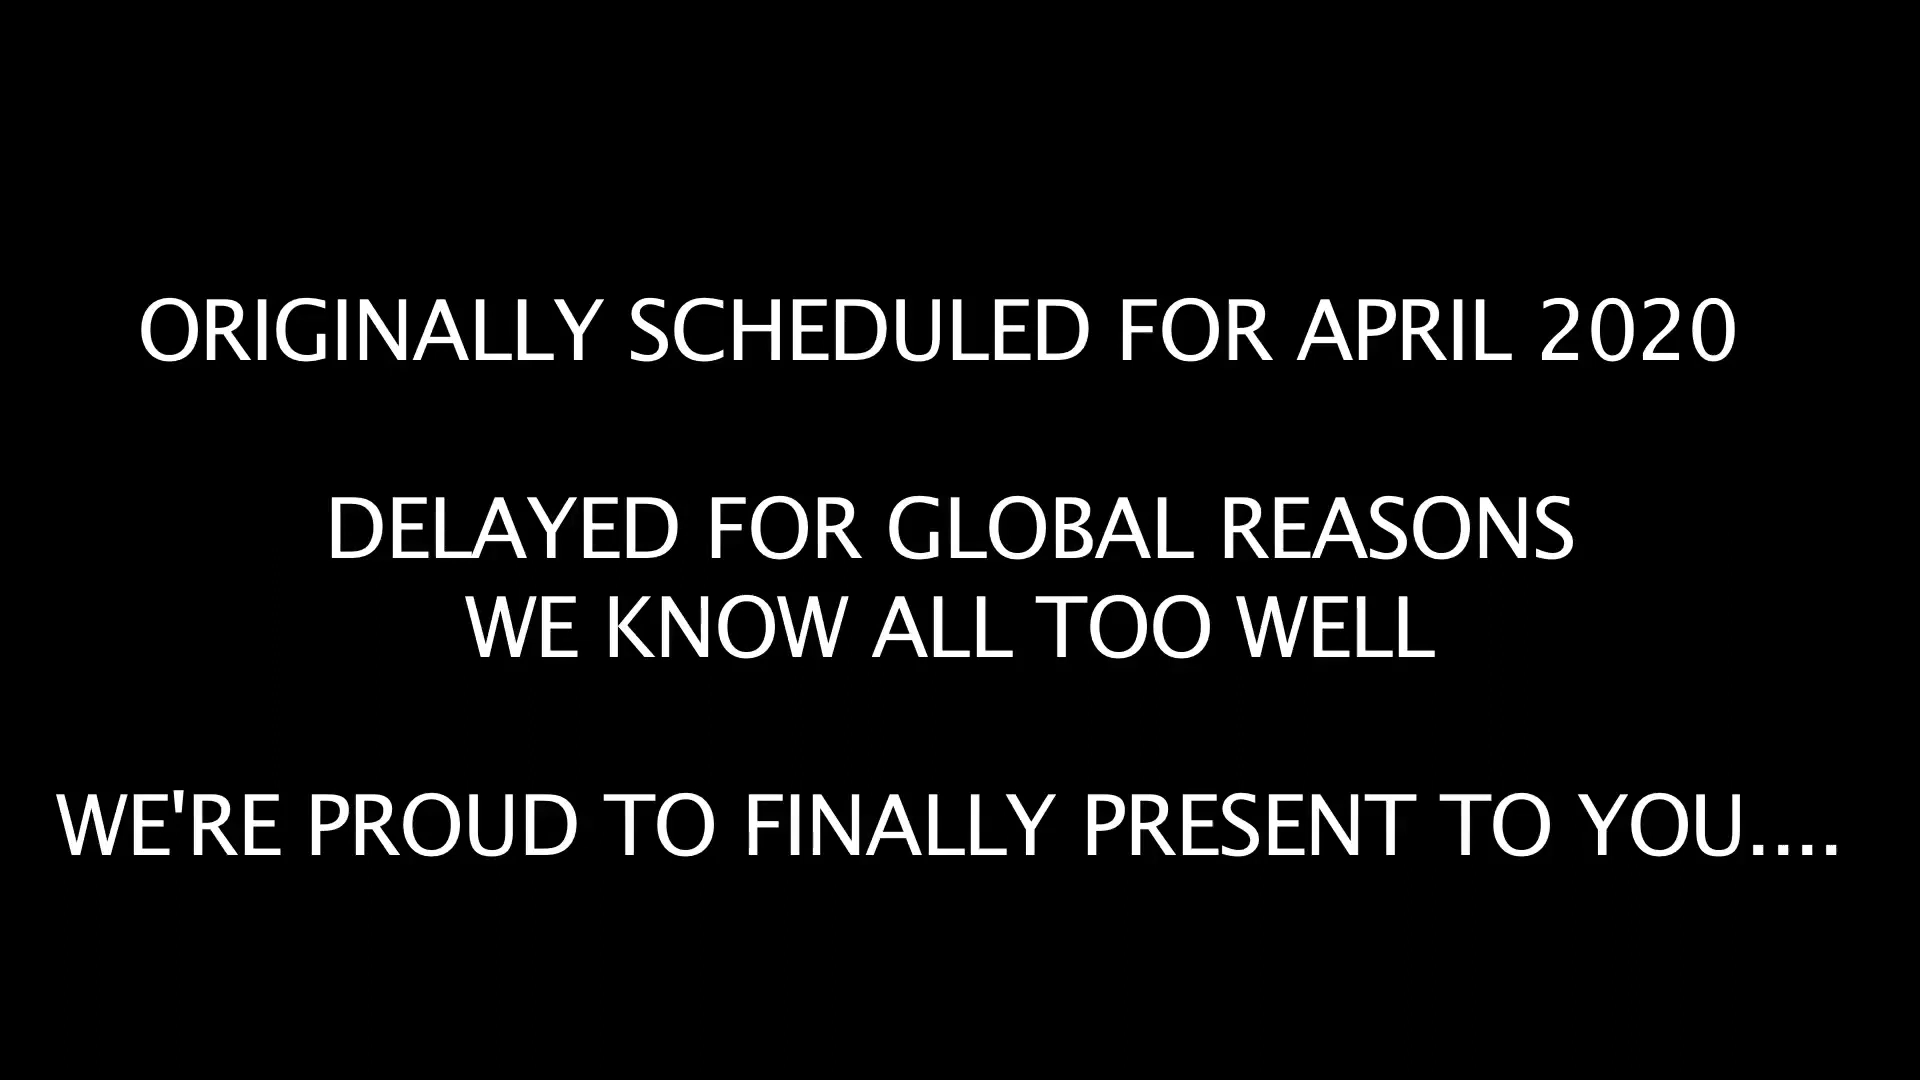 ORIGINALLY SCHEDULED FOR APRIL 2020
DELAYED FOR GLOBAL REASONS
WE KNOW ALL TOO WELL
WE'RE PROUD TO FINALLY PRESENT TO YOU....